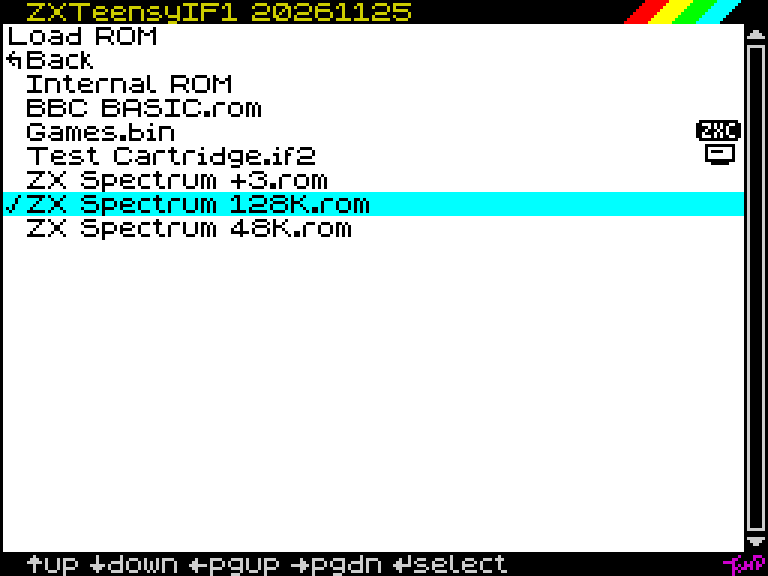 ZXTeensyIF1 20261125
Load ROM
↰Back
Internal ROM
BBC BASIC.rom
Games.bin ZXC
Test Cartridge.if2
ZX Spectrum +3.rom
✓ZX Spectrum 128K.rom
ZX Spectrum 48K.rom
↑up ↓down ←pgup →pgdn ↵select